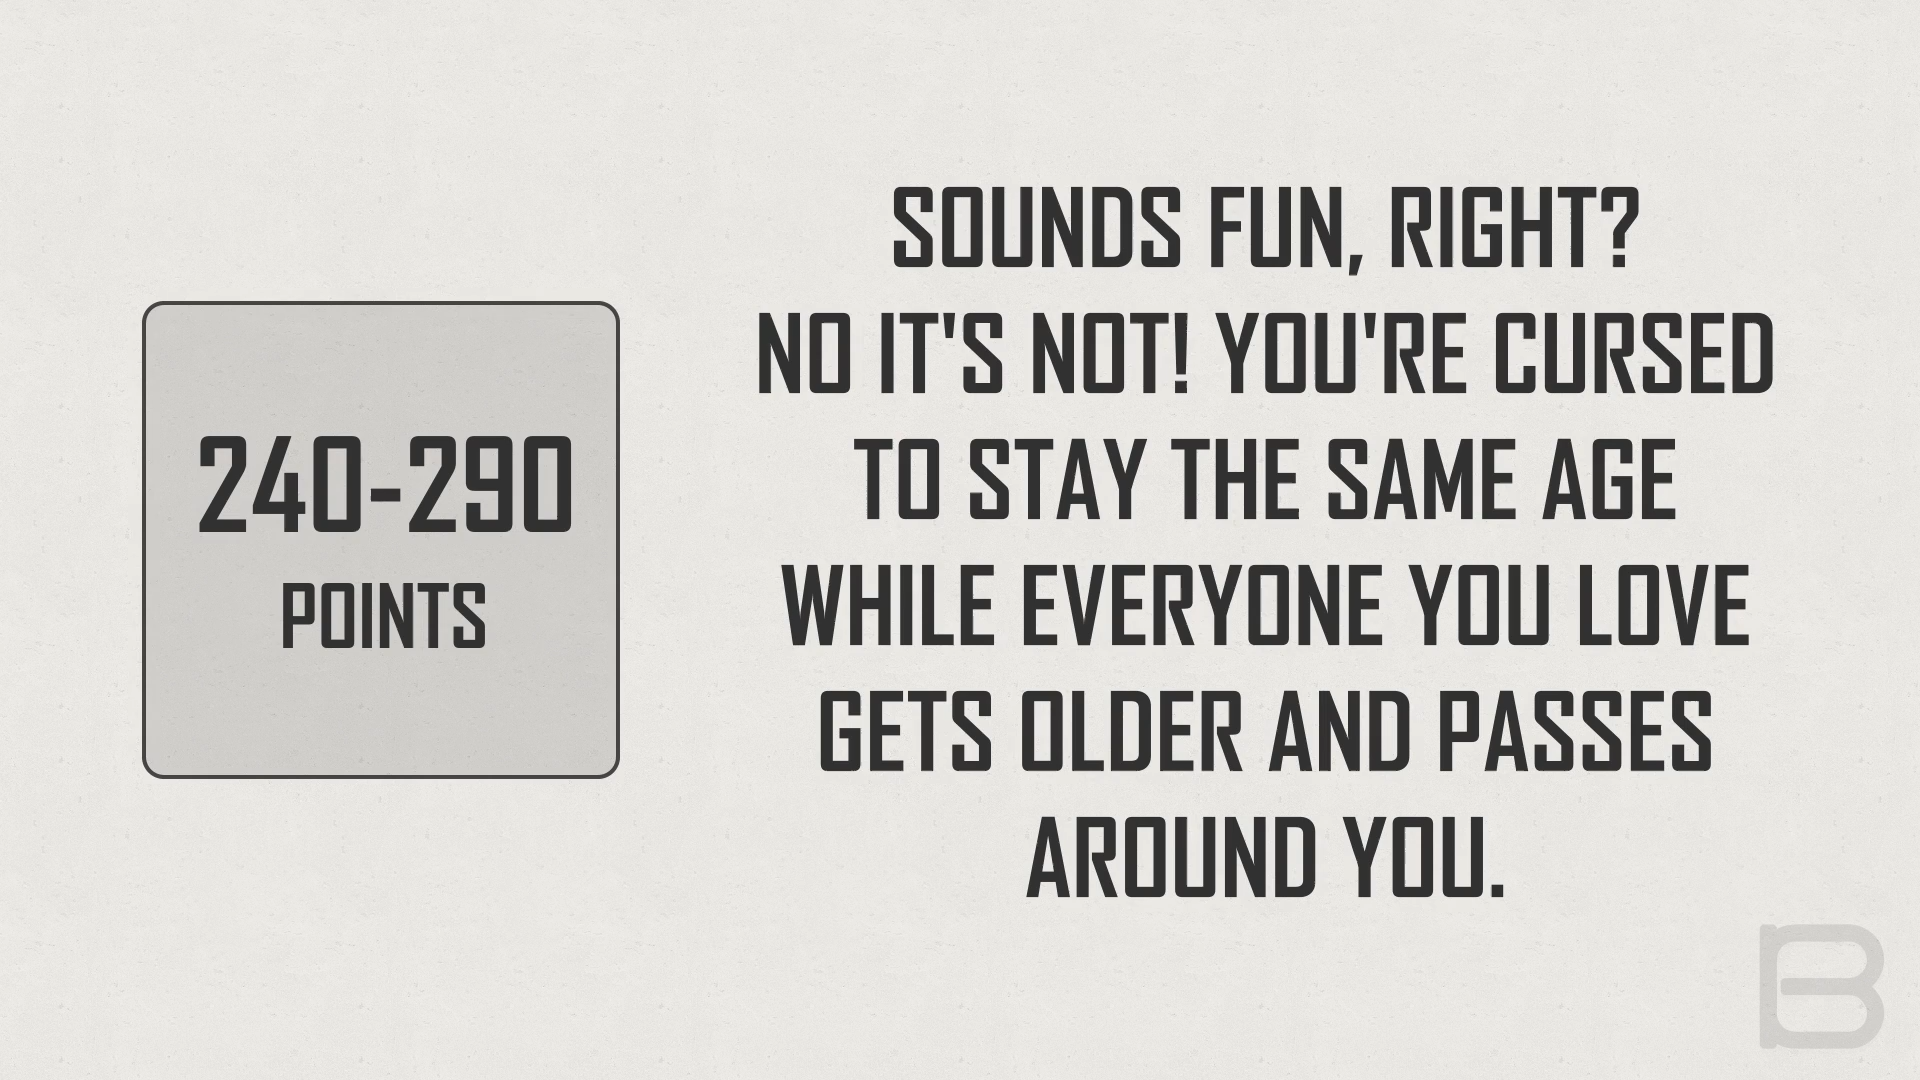 240-290
POINTS
SOUNDS FUN, RIGHT?
NO IT'S NOT! YOU'RE CURSED
TO STAY THE SAME AGE
WHILE EVERYONE YOU LOVE
GETS OLDER AND PASSES
AROUND YOU.
B